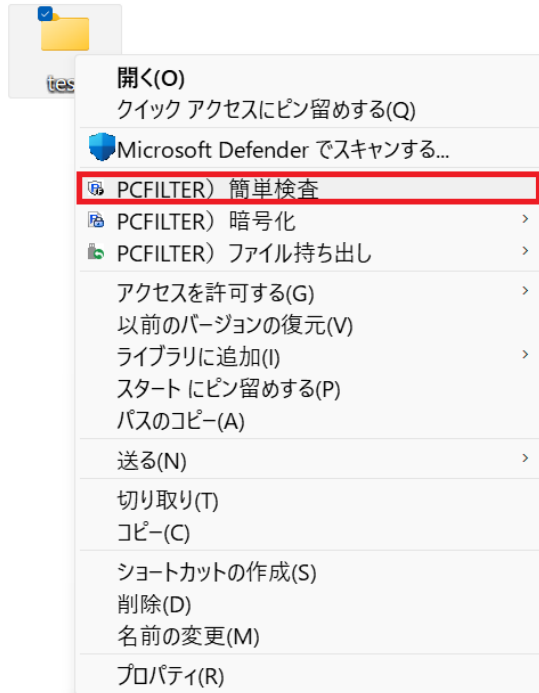 tes
開く(O)
クイック アクセスにピン留めする(Q)
Microsoft Defender でスキャンする...
PCFILTER）簡単検査
PCFILTER）暗号化
PCFILTER）ファイル持ち出し
アクセスを許可する(G)
以前のバージョンの復元(V)
ライブラリに追加(I)
スタート にピン留めする(P)
パスのコピー(A)
送る(N)
切り取り(T)
コピー(C)
ショートカットの作成(S)
削除(D)
名前の変更(M)
プロパティ(R)